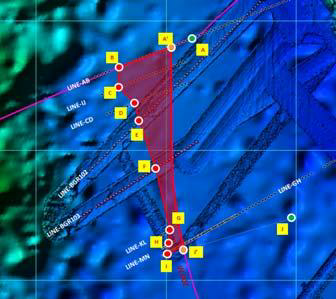 A'
A
B
LINE-AB
C
LINE-IJ
D
LINE-CD
E
F
LINE-BGR102
LINE-GH
LINE-BGR103
G
J
H
LINE-KL
I
LINE-MN